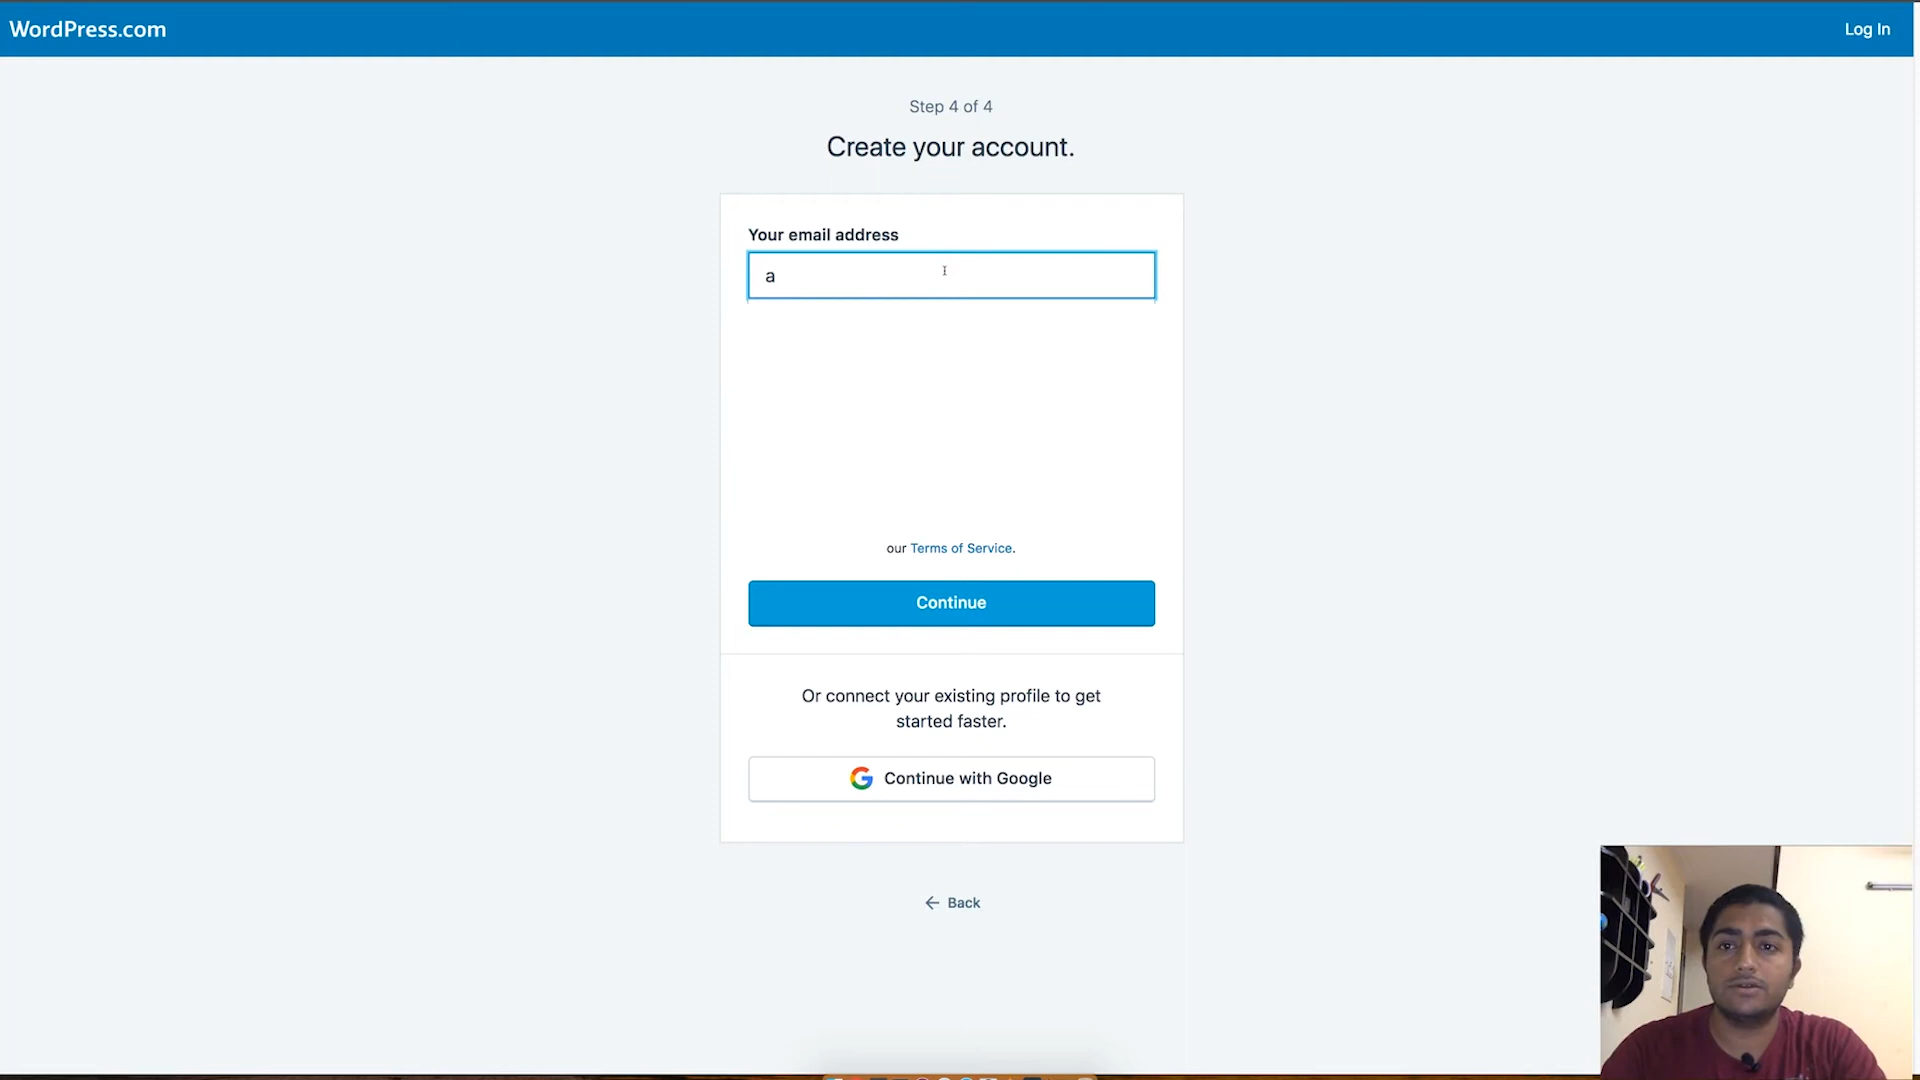 WordPress.com
Log In
Step 4 of 4
Create your account.
Your email address
a
our Terms of Service.
Continue
Or connect your existing profile to get
started faster.
Continue with Google
Back